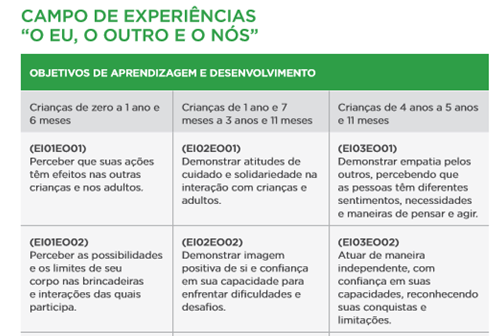 CAMPO DE EXPERIÊNCIAS
“O EU, O OUTRO E O NÓS”
OBJETIVOS DE APRENDIZAGEM E DESENVOLVIMENTO
Crianças de zero a 1 ano e
6 meses
Crianças de 1 ano e 7
meses a 3 anos e 11 meses
Crianças de 4 anos a 5 anos
e 11 meses
(EI01EO01)
Perceber que suas ações
têm efeitos nas outras
crianças e nos adultos.
(EI02EO01)
Demonstrar atitudes de
cuidado e solidariedade na
interação com crianças e
adultos.
(EI03EO01)
Demonstrar empatia pelos
outros, percebendo que
as pessoas têm diferentes
sentimentos, necessidades
e maneiras de pensar e agir.
(EI01EO02)
Perceber as possibilidades
e os limites de seu
corpo nas brincadeiras
e interações das quais
participa.
(EI02EO02)
Demonstrar imagem
positiva de si e confiança
em sua capacidade para
enfrentar dificuldades e
desafios.
(EI03EO02)
Atuar de maneira
independente, com
confiança em suas
capacidades, reconhecendo
suas conquistas e
limitações.